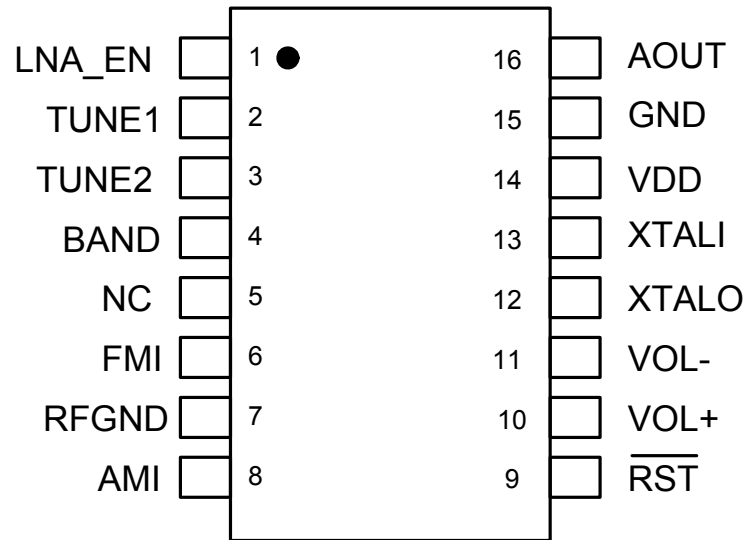 LNA_EN 1 16 AOUT
TUNE1 2 15 GND
TUNE2 3 14 VDD
BAND 4 13 XTALI
NC 5 12 XTALO
FMI 6 11 VOL-
RFGND 7 10 VOL+
AMI 8 9 R̅S̅T̅